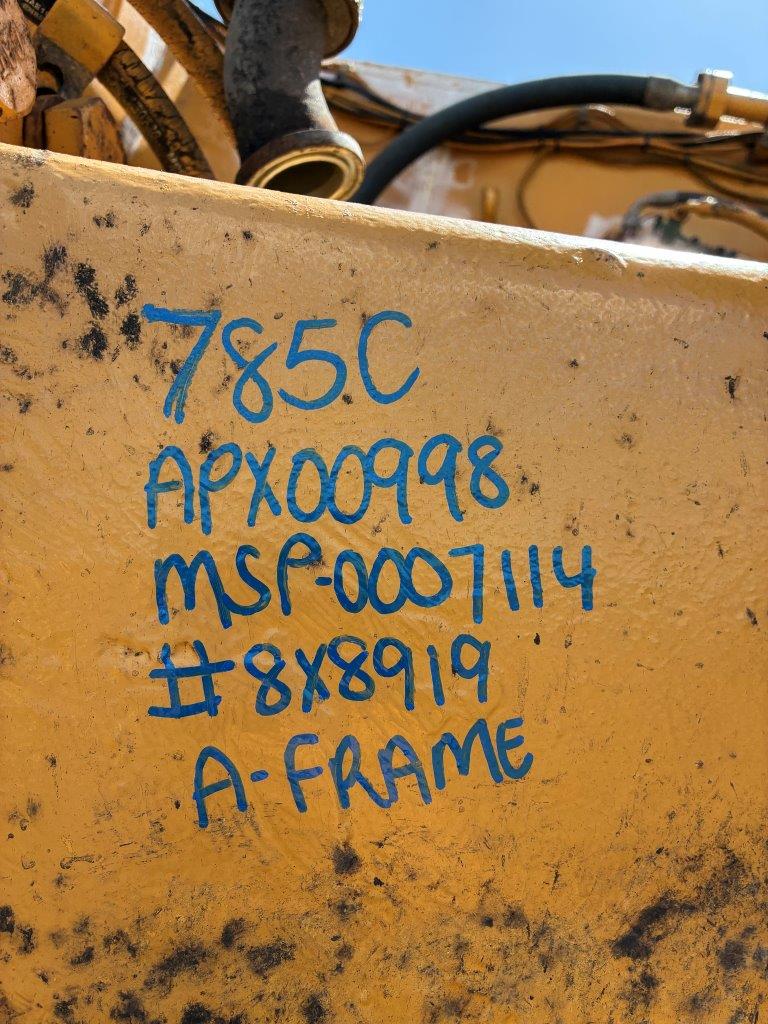 785C
APX00998
MSP-0007114
#8X8919
A-FRAME